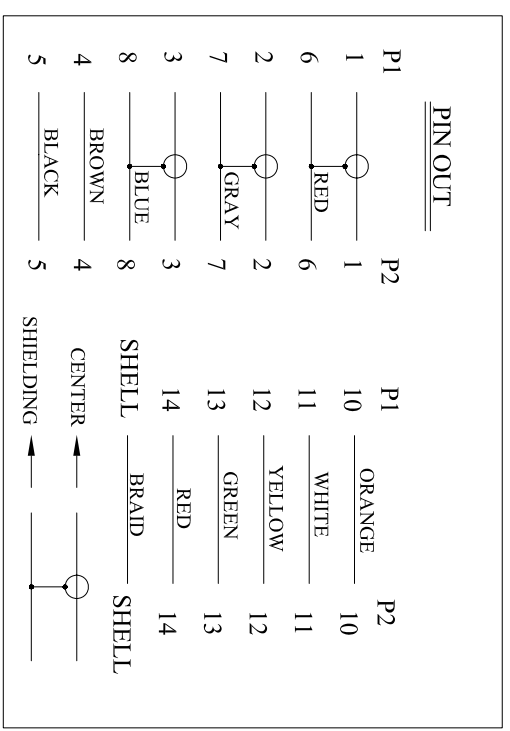 PIN OUT
P1 P2 P1 P2
1 1 10 ORANGE 10
6 RED 6 11 WHITE 11
2 2 12 YELLOW 12
7 GRAY 7 13 GREEN 13
3 3 14 RED 14
8 BLUE 8 SHELL BRAID SHELL
4 BROWN 4 CENTER
5 BLACK 5 SHIELDING